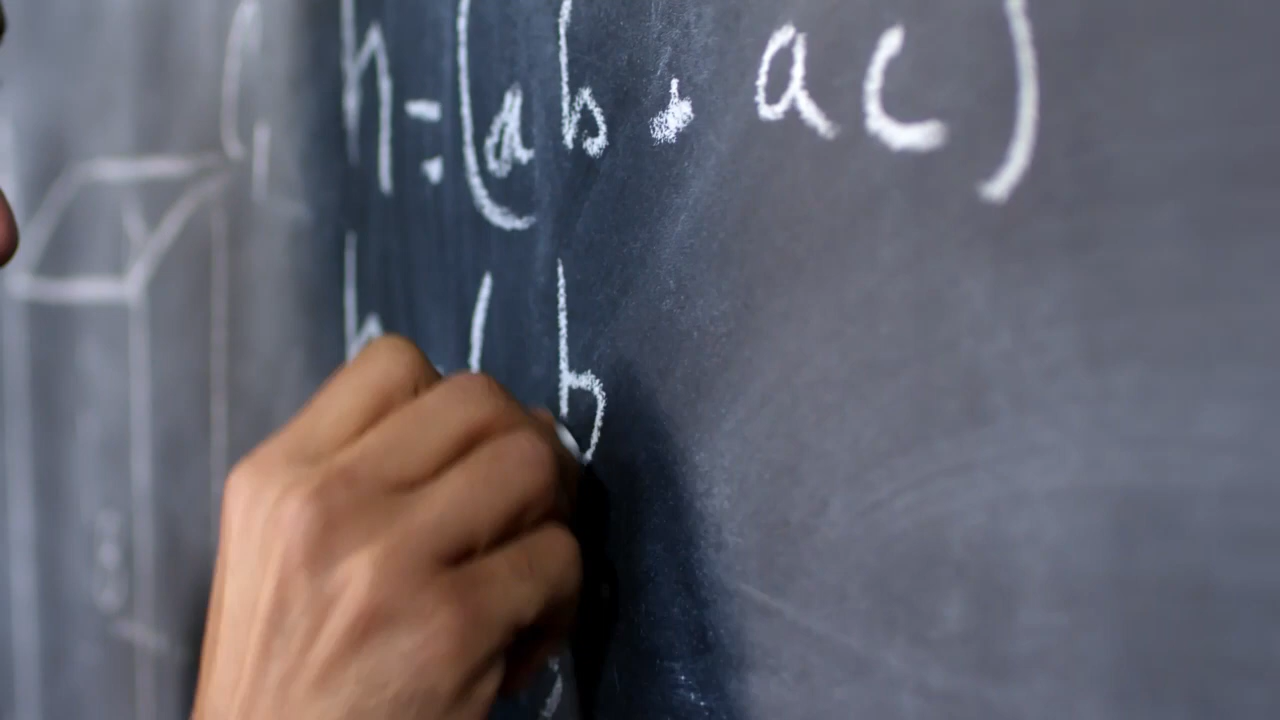 h = (ab . ac)
h ( b